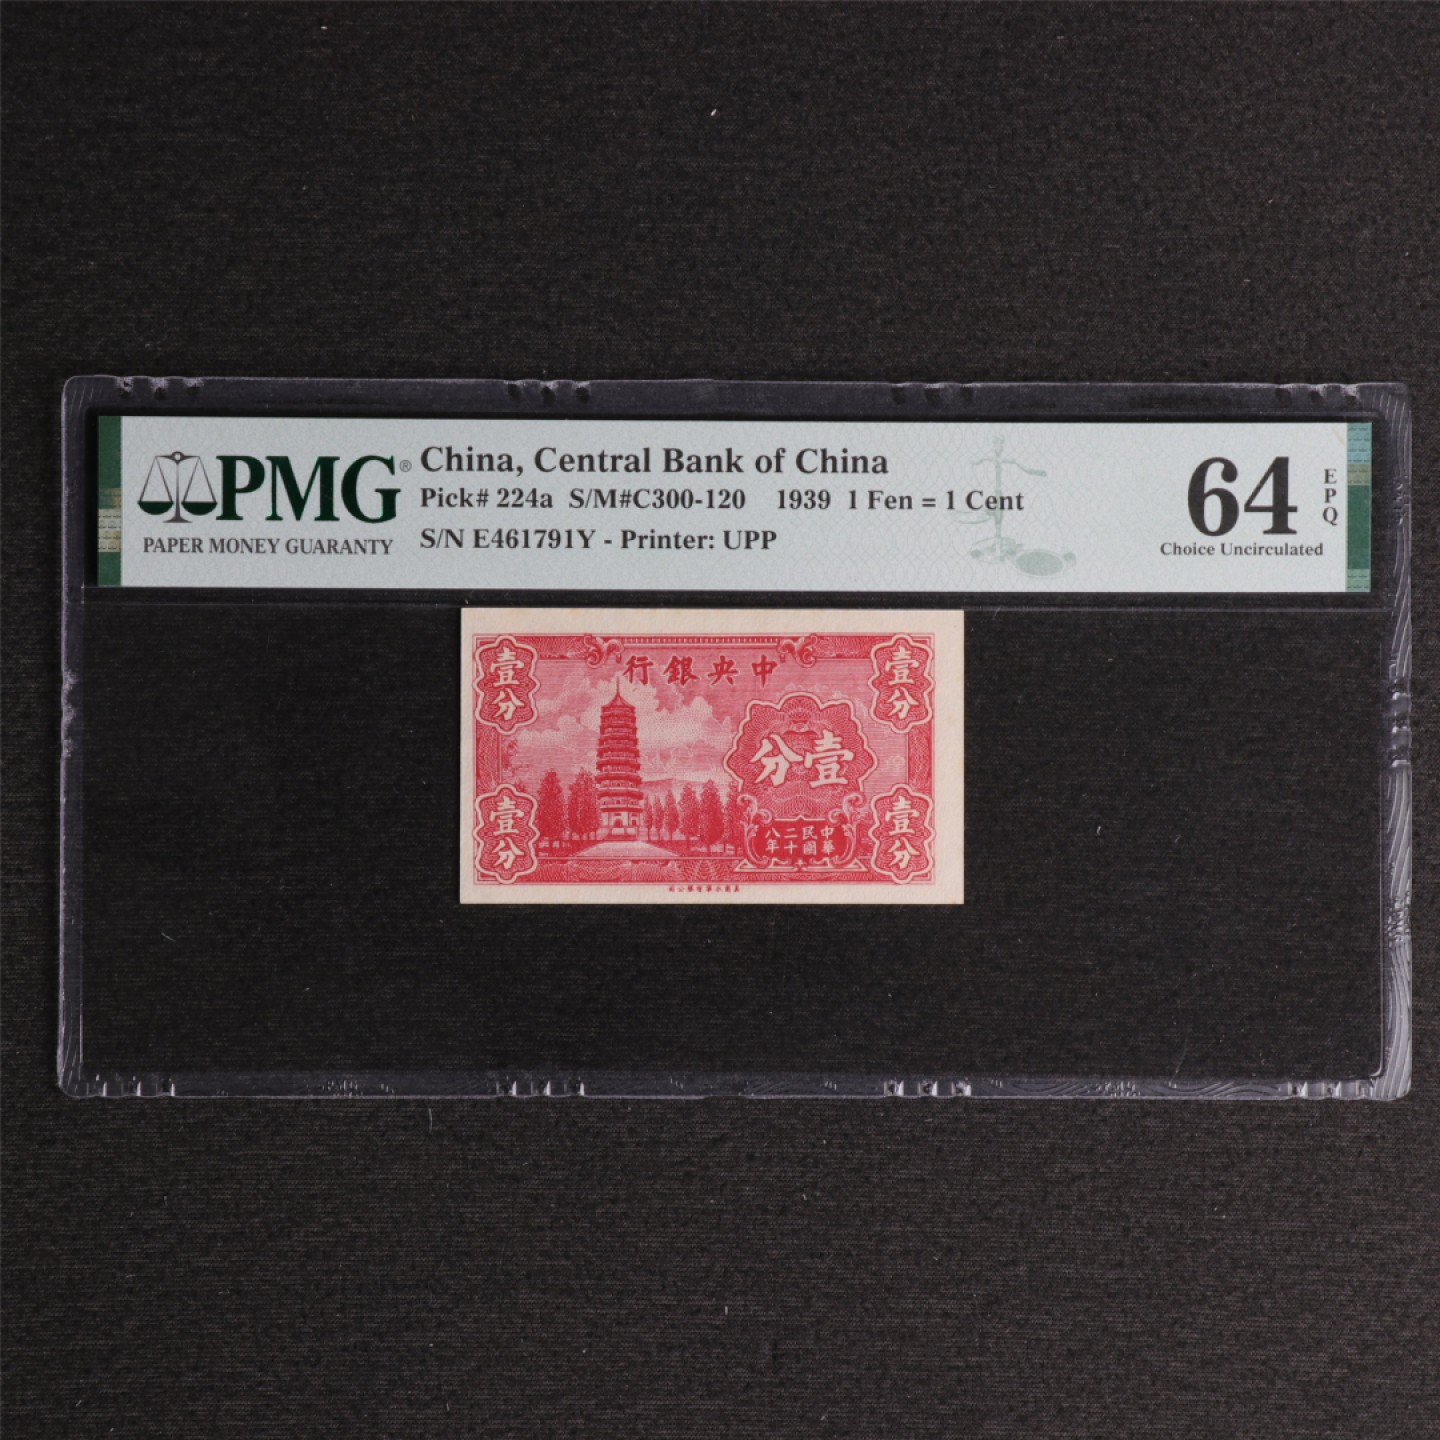 PMG®
PAPER MONEY GUARANTY
China, Central Bank of China
Pick# 224a S/M#C300-120 1939 1 Fen = 1 Cent
S/N E461791Y - Printer: UPP
64
EPQ
Choice Uncirculated
中央銀行
壹分
壹分
壹分
中華民國二十八年
壹分
壹分